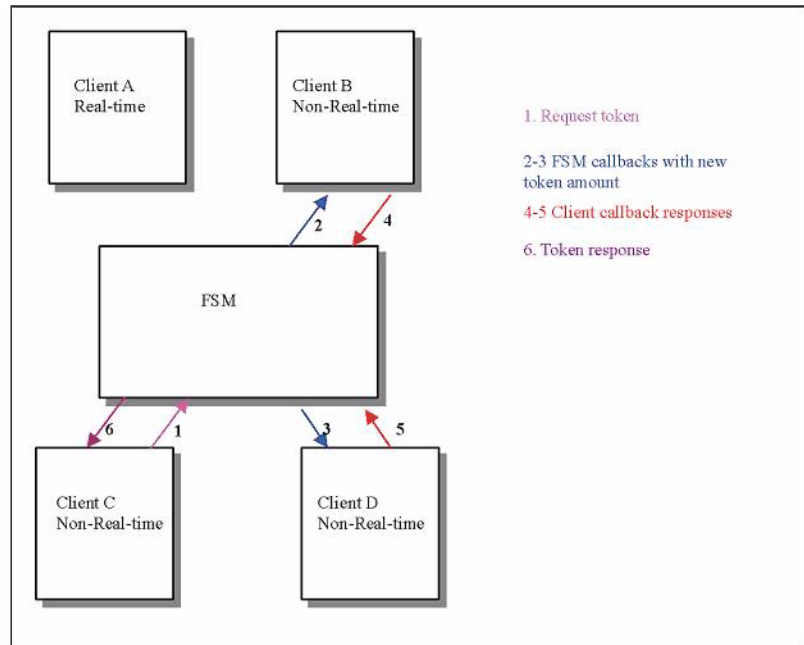 Client A
Real-time
Client B
Non-Real-time
1. Request token
2-3 FSM callbacks with new
token amount
4-5 Client callback responses
6. Token response
2
4
FSM
6
1
3
5
Client C
Non-Real-time
Client D
Non-Real-time